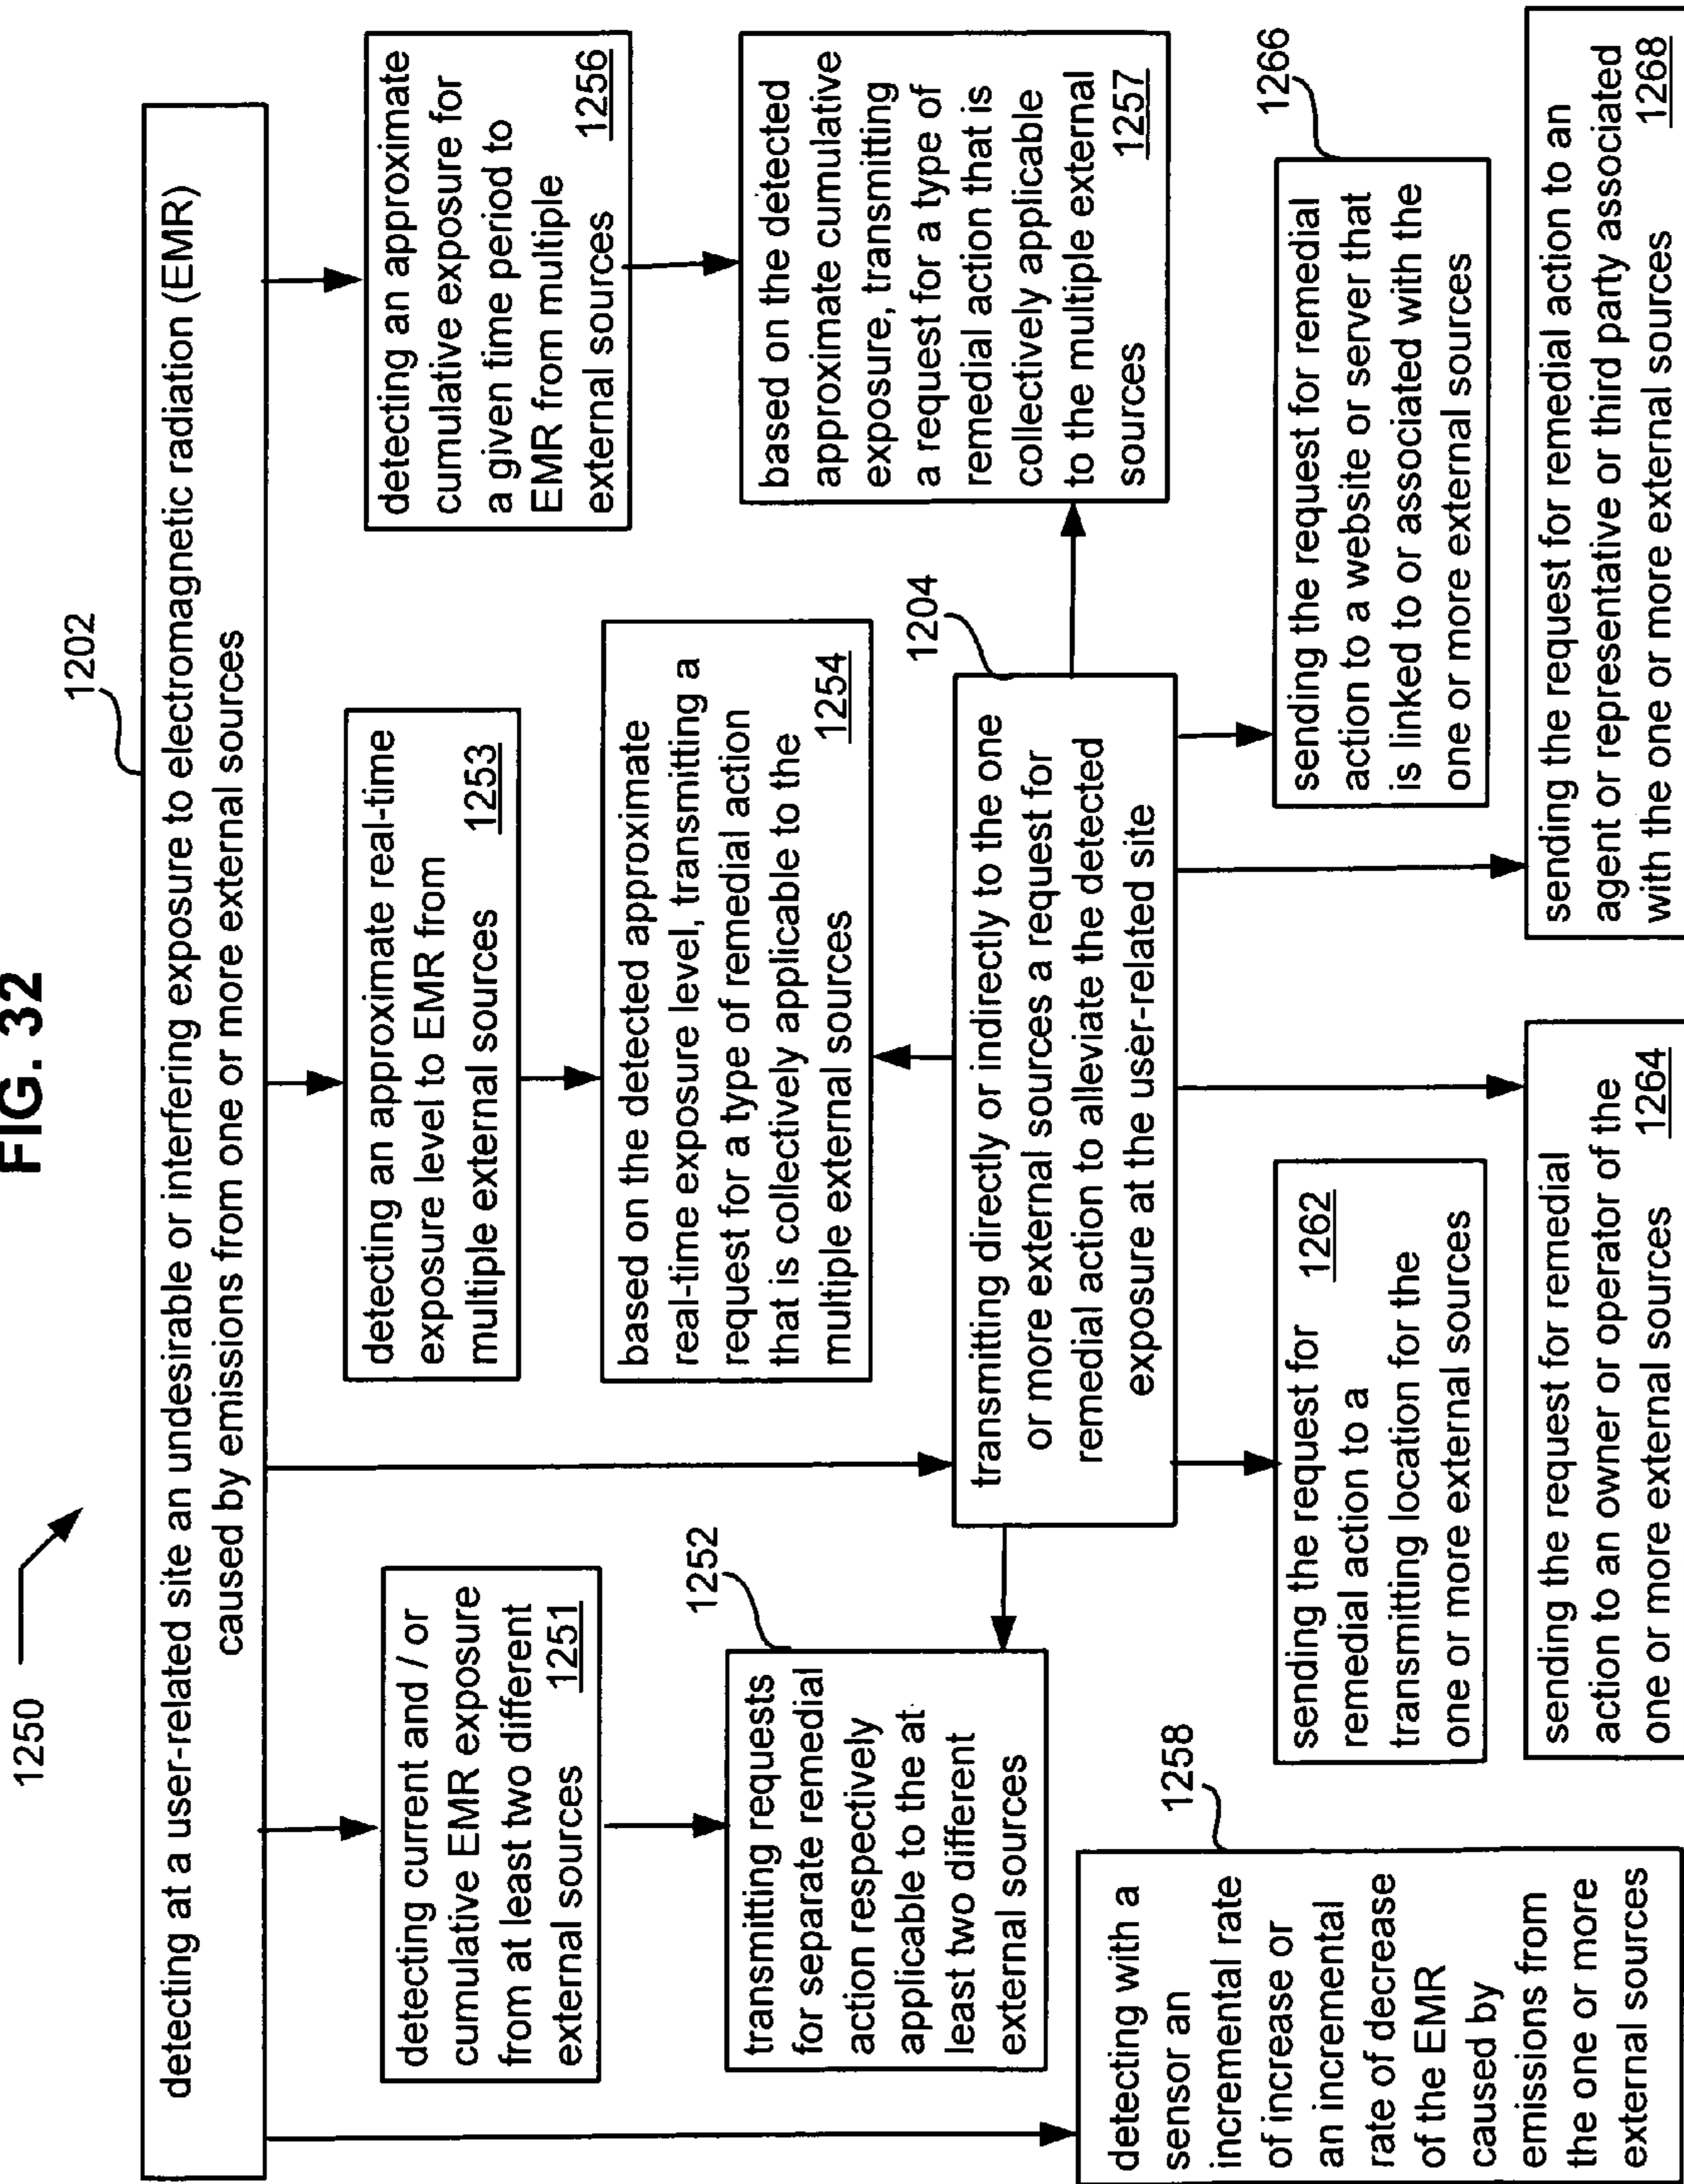 FIG. 32
1250
1202
detecting at a user-related site an undesirable or interfering exposure to electromagnetic radiation (EMR)
caused by emissions from one or more external sources
detecting current and / or
cumulative EMR exposure
from at least two different
external sources 1251
detecting an approximate real-time
exposure level to EMR from
multiple external sources 1253
detecting an approximate
cumulative exposure for
a given time period to
EMR from multiple
external sources 1256
1252
transmitting requests
for separate remedial
action respectively
applicable to the at
least two different
external sources
based on the detected approximate
real-time exposure level, transmitting a
request for a type of remedial action
that is collectively applicable to the
multiple external sources 1254
based on the detected
approximate cumulative
exposure, transmitting
a request for a type of
remedial action that is
collectively applicable
to the multiple external
sources 1257
1204
transmitting directly or indirectly to the one
or more external sources a request for
remedial action to alleviate the detected
exposure at the user-related site
1258
detecting with a
sensor an
incremental rate
of increase or
an incremental
rate of decrease
of the EMR
caused by
emissions from
the one or more
external sources
sending the request for
remedial action to a 1262
transmitting location for the
one or more external sources
1266
sending the request for remedial
action to a website or server that
is linked to or associated with the
one or more external sources
sending the request for remedial
action to an owner or operator of the
one or more external sources 1264
sending the request for remedial action to an
agent or representative or third party associated
with the one or more external sources 1268